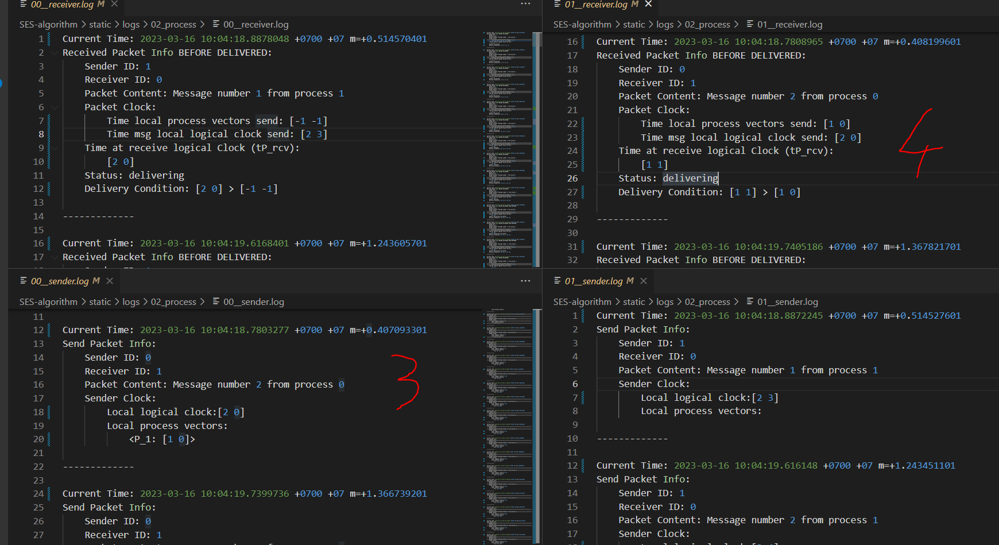 00__receiver.log M
SES-algorithm > static > logs > 02_process > 00__receiver.log
1 Current Time: 2023-03-16 10:04:18.8878048 +0700 +07 m=+0.514570401
2 Received Packet Info BEFORE DELIVERED:
3 Sender ID: 1
4 Receiver ID: 0
5 Packet Content: Message number 1 from process 1
6 Packet Clock:
7 Time local process vectors send: [-1 -1]
8 Time msg local logical clock send: [2 3]
9 Time at receive logical Clock (tP_rcv):
10 [2 0]
11 Status: delivering
12 Delivery Condition: [2 0] > [-1 -1]
13
14 -------------
15
16 Current Time: 2023-03-16 10:04:19.6168401 +0700 +07 m=+1.243605701
17 Received Packet Info BEFORE DELIVERED:
01__receiver.log M
SES-algorithm > static > logs > 02_process > 01__receiver.log
16 Current Time: 2023-03-16 10:04:18.7808965 +0700 +07 m=+0.408199601
17 Received Packet Info BEFORE DELIVERED:
18 Sender ID: 0
19 Receiver ID: 1
20 Packet Content: Message number 2 from process 0
21 Packet Clock:
22 Time local process vectors send: [1 0]
23 Time msg local logical clock send: [2 0]
24 Time at receive logical Clock (tP_rcv):
25 [1 1]
26 Status: delivering
27 Delivery Condition: [1 1] > [1 0]
28
29 -------------
30
31 Current Time: 2023-03-16 10:04:19.7405186 +0700 +07 m=+1.367821701
32 Received Packet Info BEFORE DELIVERED:
4
00__sender.log M
SES-algorithm > static > logs > 02_process > 00__sender.log
11
12 Current Time: 2023-03-16 10:04:18.7803277 +0700 +07 m=+0.407093301
13 Send Packet Info:
14 Sender ID: 0
15 Receiver ID: 1
16 Packet Content: Message number 2 from process 0
17 Sender Clock:
18 Local logical clock:[2 0]
19 Local process vectors:
20 <P_1: [1 0]>
21
22 -------------
23
24 Current Time: 2023-03-16 10:04:19.7399736 +0700 +07 m=+1.366739201
25 Send Packet Info:
26 Sender ID: 0
27 Receiver ID: 1
3
01__sender.log M
SES-algorithm > static > logs > 02_process > 01__sender.log
1 Current Time: 2023-03-16 10:04:18.8872245 +0700 +07 m=+0.514527601
2 Send Packet Info:
3 Sender ID: 1
4 Receiver ID: 0
5 Packet Content: Message number 1 from process 1
6 Sender Clock:
7 Local logical clock:[2 3]
8 Local process vectors:
9
10 -------------
11
12 Current Time: 2023-03-16 10:04:19.616148 +0700 +07 m=+1.243451101
13 Send Packet Info:
14 Sender ID: 1
15 Receiver ID: 0
16 Packet Content: Message number 2 from process 1
17 Sender Clock: